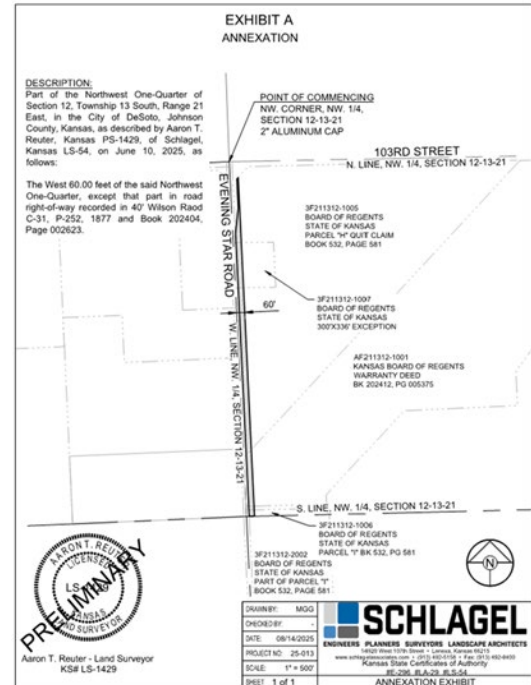 EXHIBIT A
ANNEXATION
DESCRIPTION:
Part of the Northwest One-Quarter of
Section 12, Township 13 South, Range 21
East, in the City of DeSoto, Johnson
County, Kansas, as described by Aaron T.
Reuter, Kansas PS-1429, of Schlagel,
Kansas LS-54, on June 10, 2025, as
follows:
The West 60.00 feet of the said Northwest
One-Quarter, except that part in road
right-of-way recorded in 40' Wilson Raod
C-31, P-252, 1877 and Book 202404,
Page 002623.
POINT OF COMMENCING
NW. CORNER, NW. 1/4,
SECTION 12-13-21
2" ALUMINUM CAP
103RD STREET
N. LINE, NW. 1/4, SECTION 12-13-21
EVENING STAR ROAD
3F211312-1005
BOARD OF REGENTS
STATE OF KANSAS
PARCEL "H" QUIT CLAIM
BOOK 532, PAGE 581
3F211312-1007
BOARD OF REGENTS
STATE OF KANSAS
300'X336' EXCEPTION
60'
W. LINE, NW. 1/4, SECTION 12-13-21
AF211312-1001
KANSAS BOARD OF REGENTS
WARRANTY DEED
BK 202412, PG 005375
S. LINE, NW. 1/4, SECTION 12-13-21
3F211312-1006
BOARD OF REGENTS
STATE OF KANSAS
PARCEL "I" BK 532, PG 581
3F211312-2002
BOARD OF REGENTS
STATE OF KANSAS
PART OF PARCEL "I"
BOOK 532, PAGE 581
N
AARON T. REUTER
LICENSED
KANSAS
LAND SURVEYOR
PRELIMINARY
Aaron T. Reuter - Land Surveyor
KS# LS-1429
DRAWN BY: MGG
CHECKED BY: -
DATE: 08/14/2025
PROJECT NO: 25-013
SCALE: 1" = 500'
SHEET 1 of 1
SCHLAGEL
ENGINEERS PLANNERS SURVEYORS LANDSCAPE ARCHITECTS
14920 West 107th Street • Lenexa, Kansas 66215
Kansas State Certificates of Authority
#E-296 #LA-29 #LS-54
ANNEXATION EXHIBIT